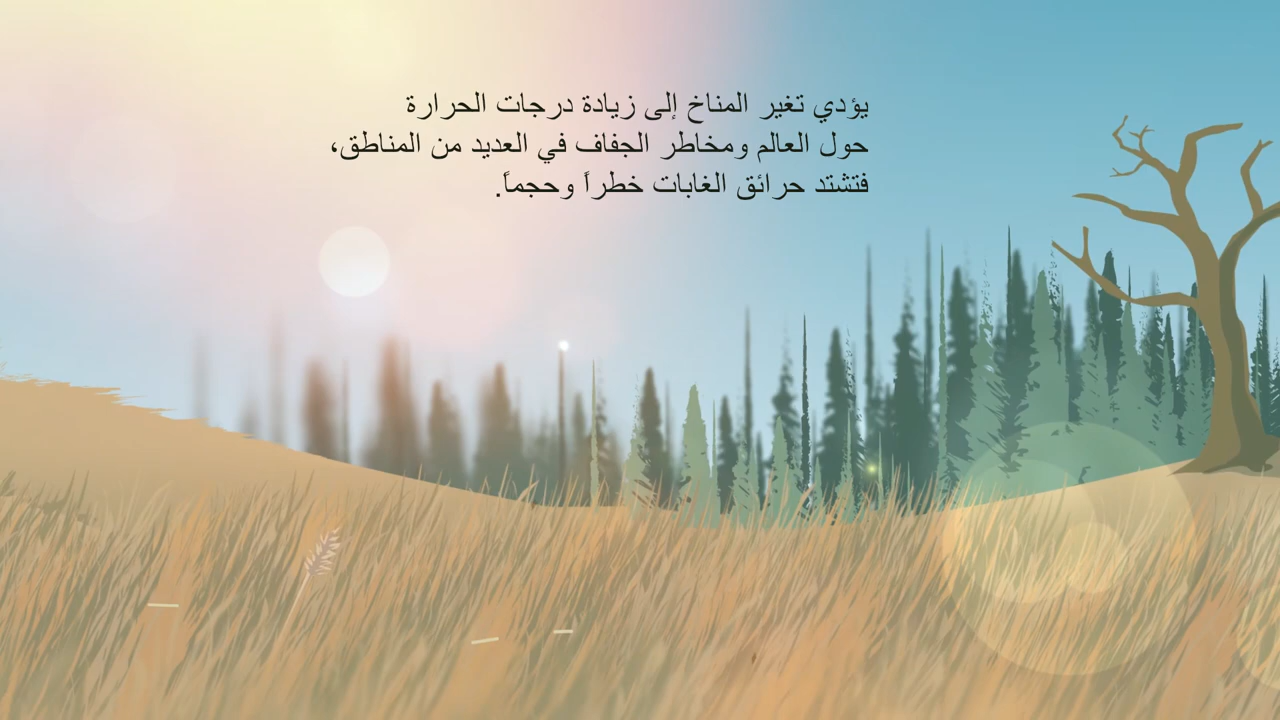 يؤدي تغير المناخ إلى زيادة درجات الحرارة
حول العالم ومخاطر الجفاف في العديد من المناطق،
فتشتد حرائق الغابات خطراً وحجماً.